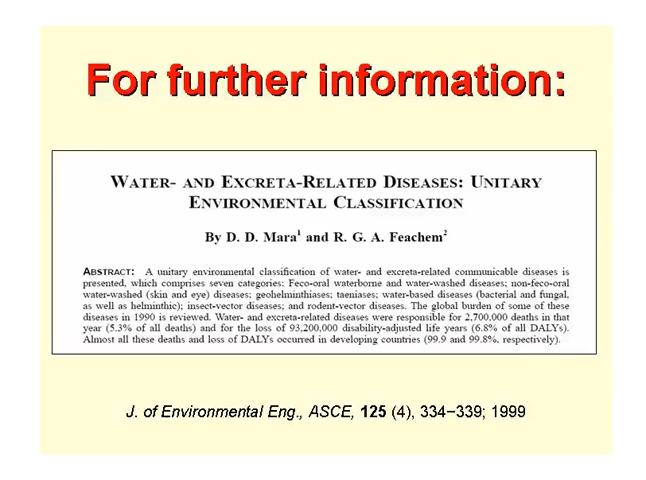 For further information:
WATER- AND EXCRETA-RELATED DISEASES: UNITARY
ENVIRONMENTAL CLASSIFICATION
By D. D. Mara¹ and R. G. A. Feachem²
ABSTRACT: A unitary environmental classification of water- and excreta-related communicable diseases is
presented, which comprises seven categories: Feco-oral waterborne and water-washed diseases; non-feco-oral
water-washed (skin and eye) diseases; geohelminthiases; taeniases; water-based diseases (bacterial and fungal,
as well as helminthic); insect-vector diseases; and rodent-vector diseases. The global burden of some of these
diseases in 1990 is reviewed. Water- and excreta-related diseases were responsible for 2,700,000 deaths in that
year (5.3% of all deaths) and for the loss of 93,200,000 disability-adjusted life years (6.8% of all DALYs).
Almost all these deaths and loss of DALYs occurred in developing countries (99.9 and 99.8%, respectively).
J. of Environmental Eng., ASCE, 125 (4), 334–339; 1999